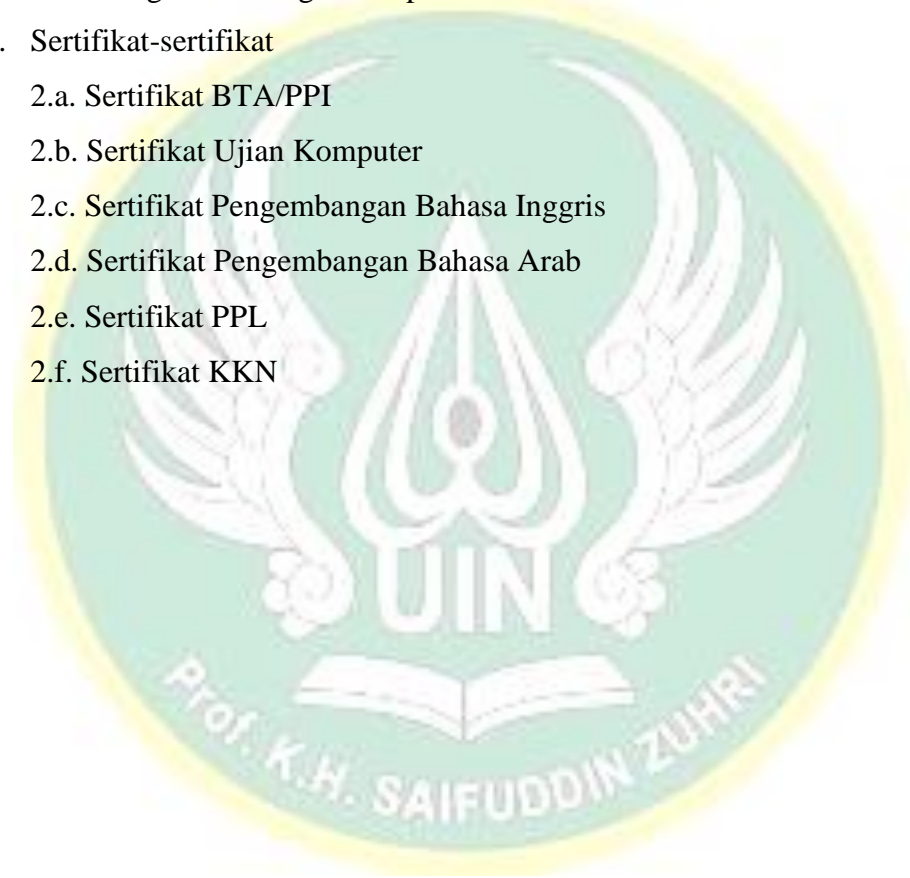 . Sertifikat-sertifikat
2.a. Sertifikat BTA/PPI
2.b. Sertifikat Ujian Komputer
2.c. Sertifikat Pengembangan Bahasa Inggris
2.d. Sertifikat Pengembangan Bahasa Arab
2.e. Sertifikat PPL
2.f. Sertifikat KKN
UIN
Prof. K.H. SAIFUDDIN ZUHRI